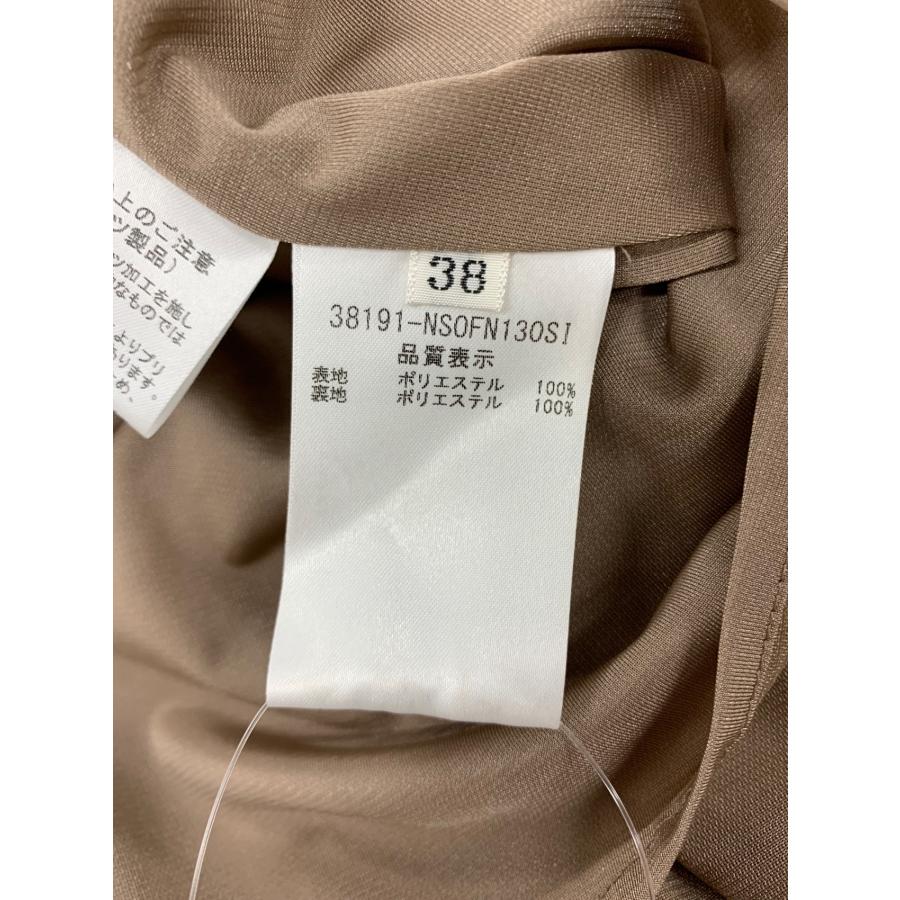 上のご注意
ツ製品)
ツ加工を施し
なものでは
よりプリ
あります。
め、
38
38191-NSOFN130SI
品質表示
表地 ポリエステル 100%
裏地 ポリエステル 100%